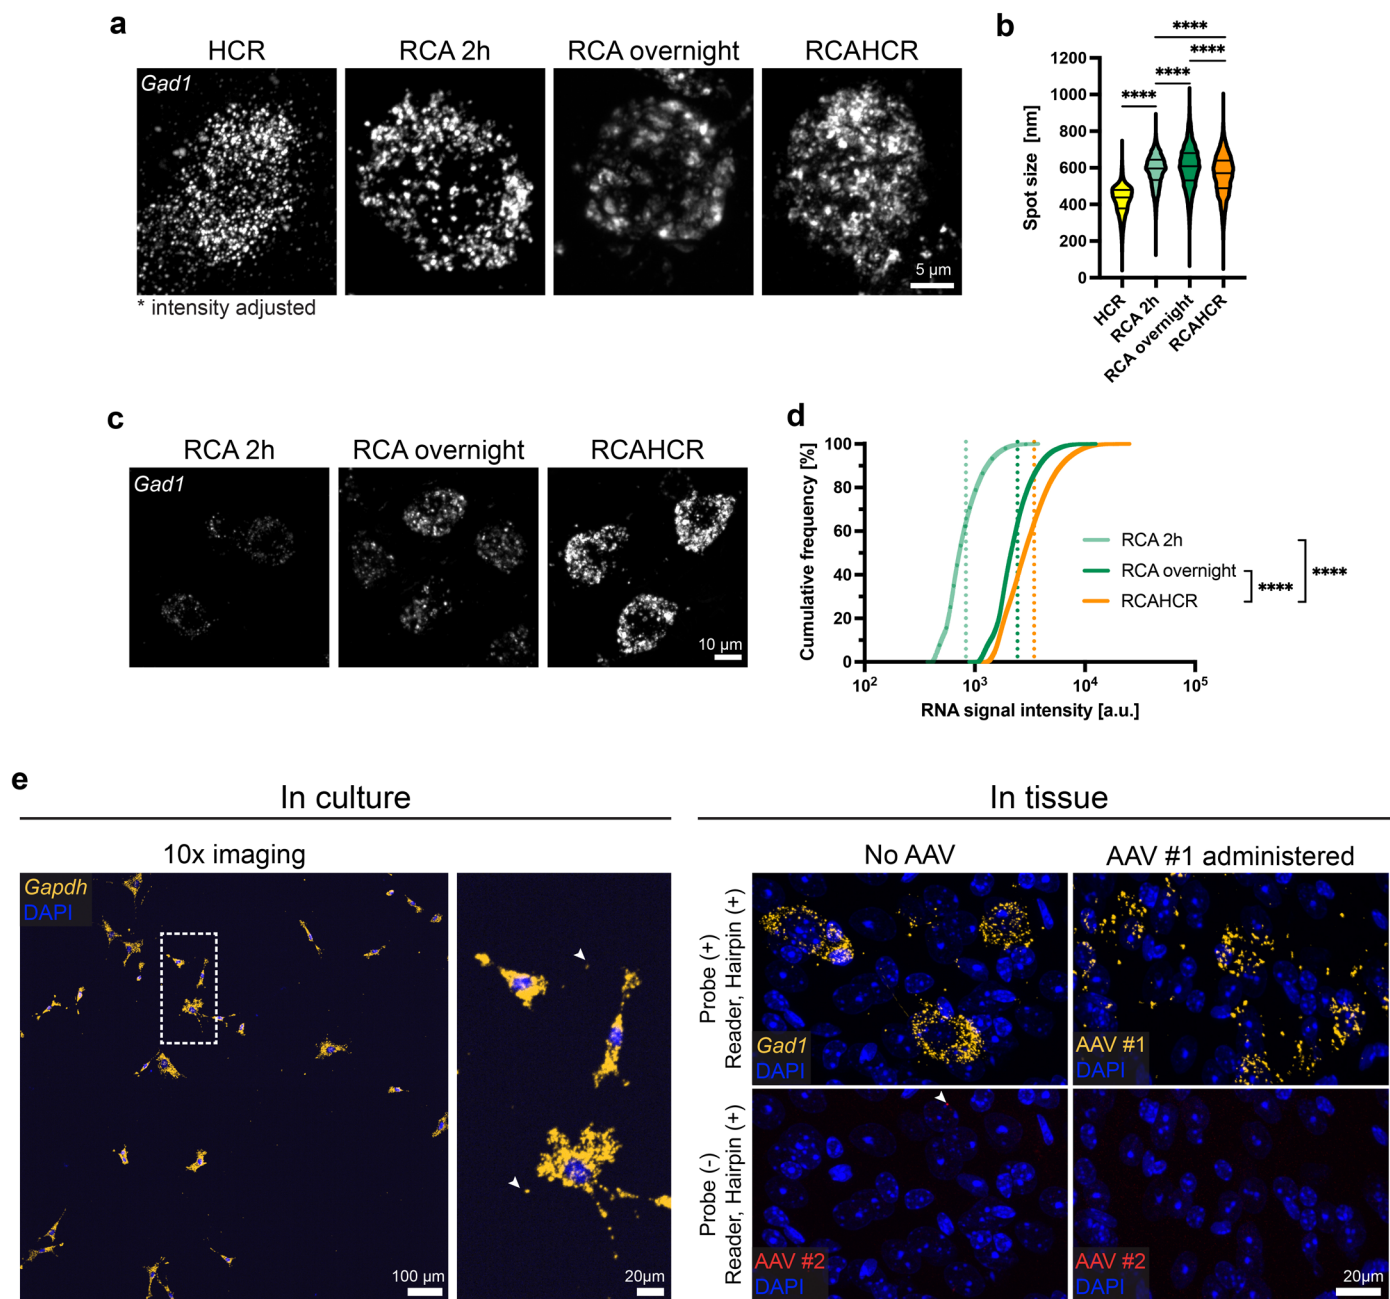 a
HCR
RCA 2h
RCA overnight
RCAHCR
Gad1
5 µm
* intensity adjusted
b
****
****
****
****
1200
1000
800
600
400
200
0
Spot size [nm]
HCR
RCA 2h
RCA overnight
RCAHCR
c
RCA 2h
RCA overnight
RCAHCR
Gad1
10 µm
d
100
80
60
40
20
0
Cumulative frequency [%]
10²
10³
10⁴
10⁵
RNA signal intensity [a.u.]
RCA 2h
RCA overnight
RCAHCR
****
****
e
In culture
10x imaging
Gapdh
DAPI
100 µm
20µm
In tissue
No AAV
AAV #1 administered
Probe (+)
Reader, Hairpin (+)
Gad1
DAPI
AAV #1
DAPI
Probe (-)
Reader, Hairpin (+)
AAV #2
DAPI
AAV #2
DAPI
20µm